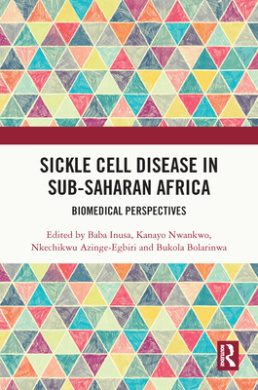 SICKLE CELL DISEASE IN
SUB-SAHARAN AFRICA
BIOMEDICAL PERSPECTIVES
Edited by Baba Inusa, Kanayo Nwankwo,
Nkechikwu Azinge-Egbiri and Bukola Bolarinwa